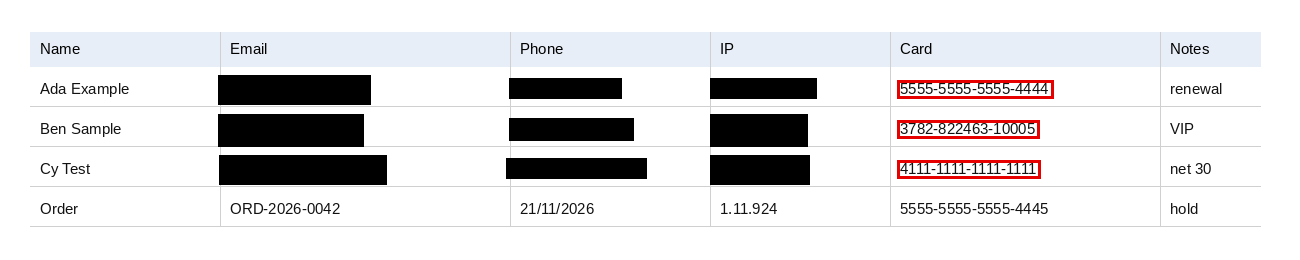 Name Email Phone IP Card Notes
Ada Example 5555-5555-5555-4444 renewal
Ben Sample 3782-822463-10005 VIP
Cy Test 4111-1111-1111-1111 net 30
Order ORD-2026-0042 21/11/2026 1.11.924 5555-5555-5555-4445 hold